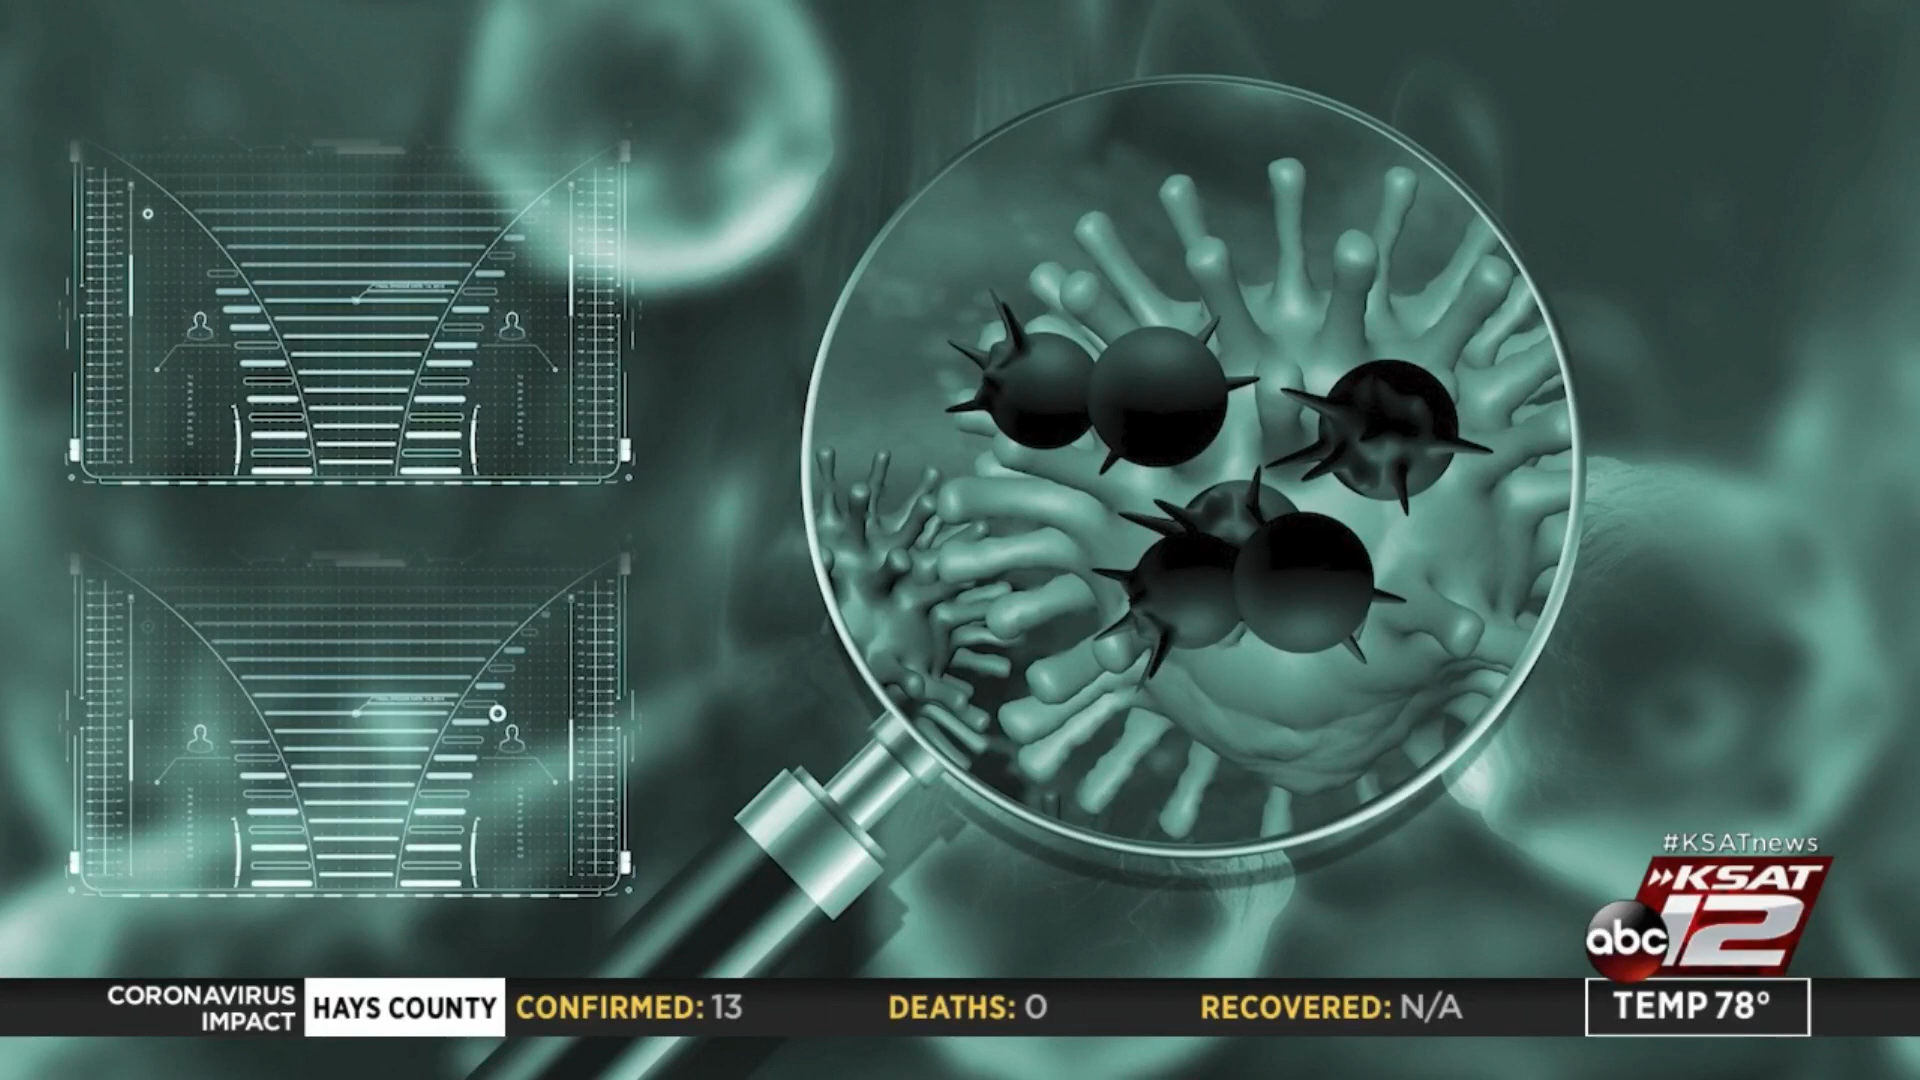 #KSATnews
KSAT
12
abc
CORONAVIRUS
IMPACT
HAYS COUNTY
CONFIRMED: 13
DEATHS: 0
RECOVERED: N/A
TEMP 78°